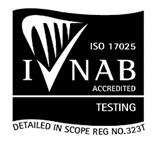 ISO 17025
INAB
ACCREDITED
TESTING
DETAILED IN SCOPE REG NO.323T